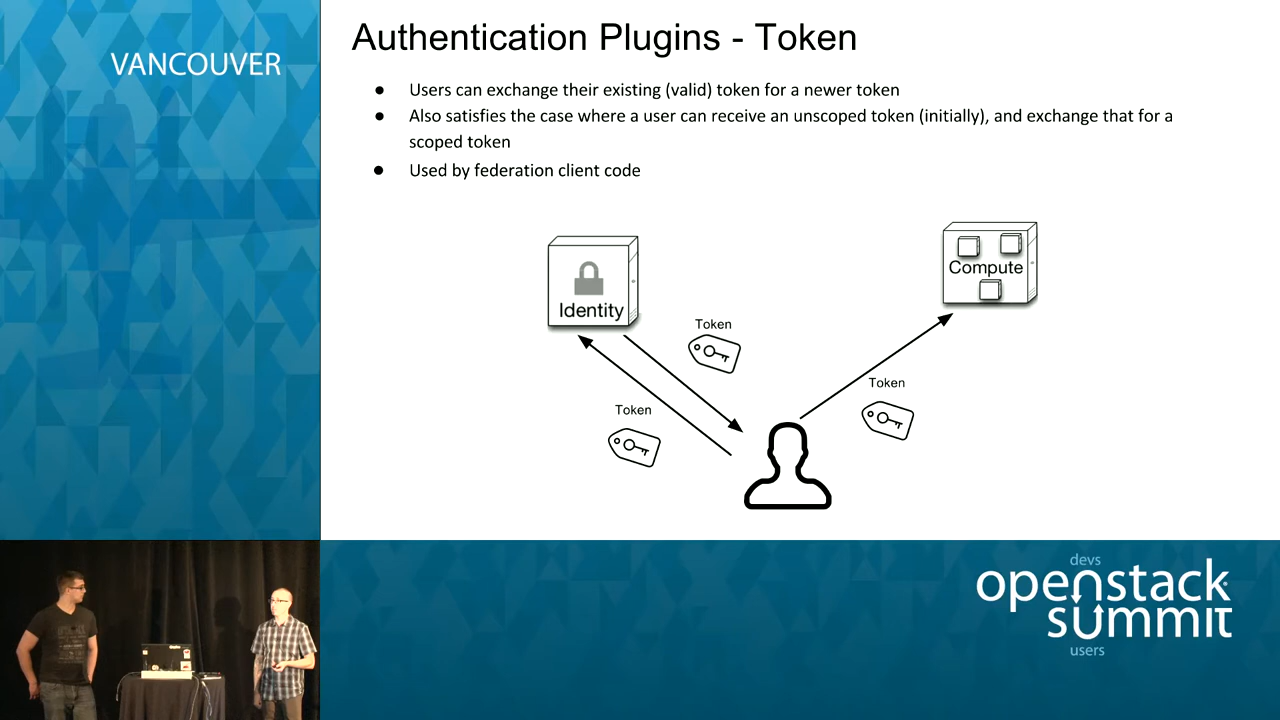 VANCOUVER
Authentication Plugins - Token
● Users can exchange their existing (valid) token for a newer token
● Also satisfies the case where a user can receive an unscoped token (initially), and exchange that for a
scoped token
● Used by federation client code
Identity
Compute
Token
Token
Token
devs
openstack
summit
users